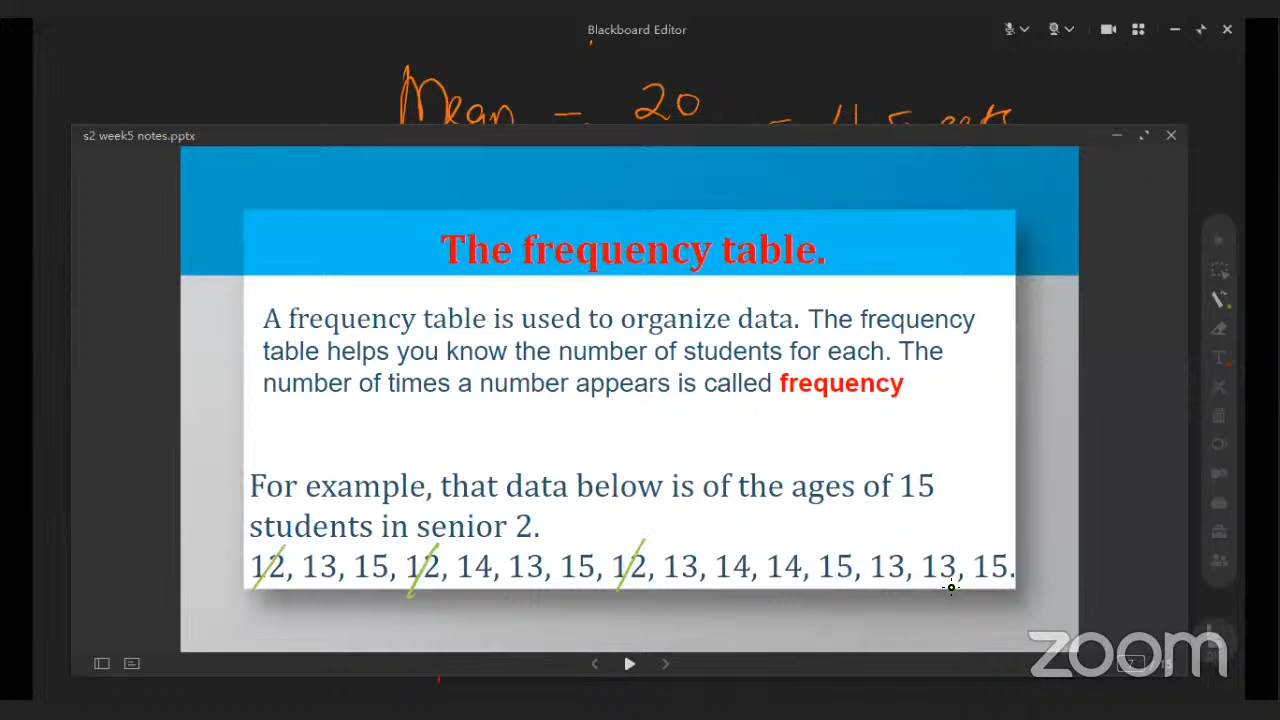 Blackboard Editor
Mean = 20
s2 week5 notes.pptx
The frequency table.
A frequency table is used to organize data. The frequency
table helps you know the number of students for each. The
number of times a number appears is called frequency
For example, that data below is of the ages of 15
students in senior 2.
12, 13, 15, 12, 14, 13, 15, 12, 13, 14, 14, 15, 13, 13, 15.
7 / 15
zoom